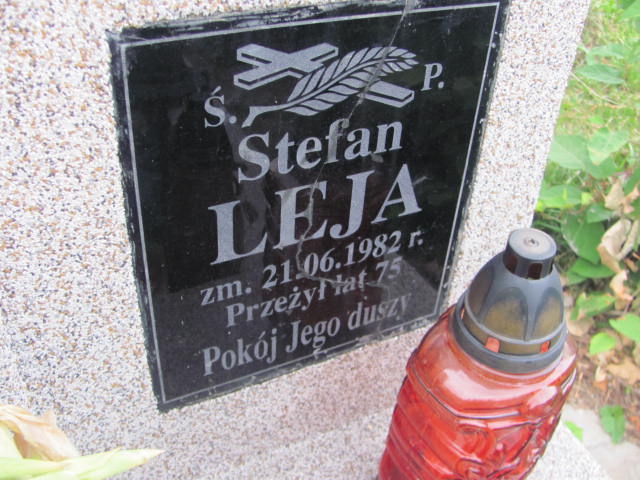 Ś. P.
Stefan
LEJA
zm. 21.06.1982 r.
Przeżył lat 75
Pokój Jego duszy